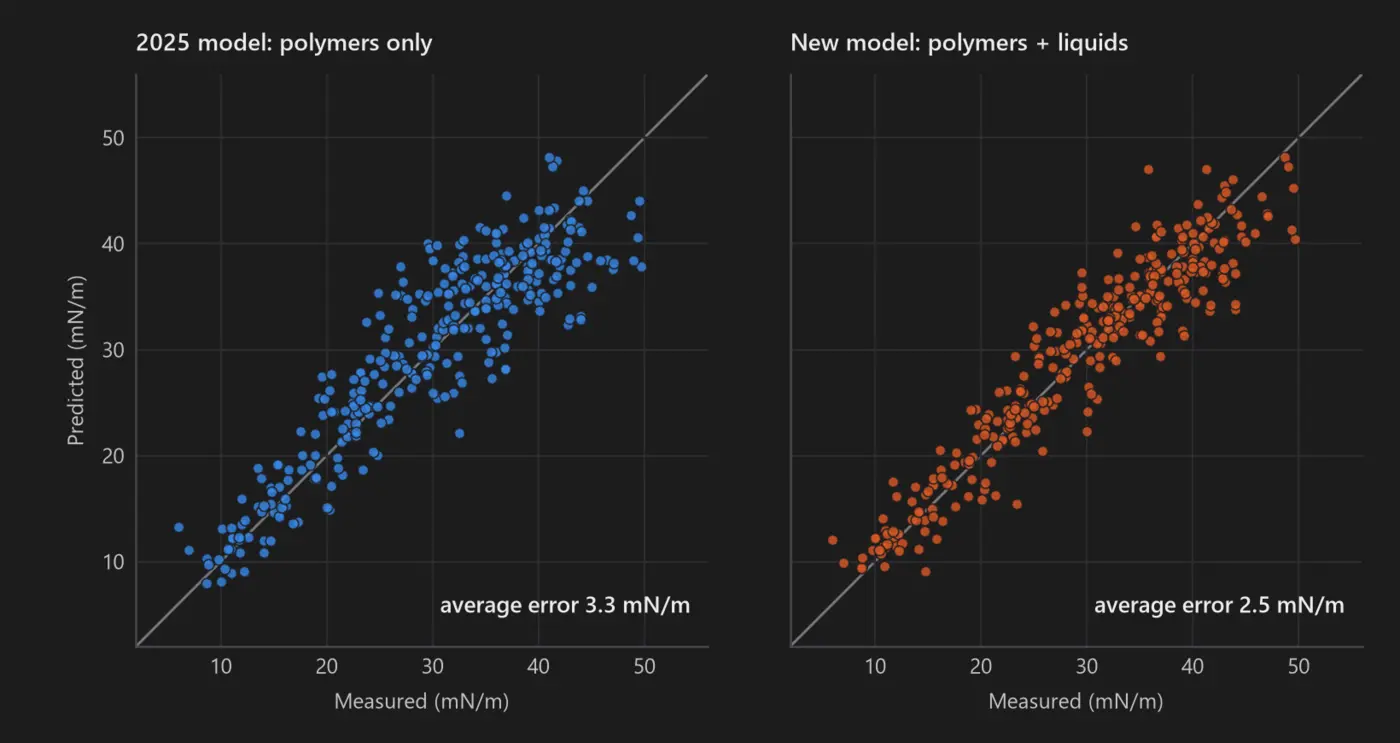 2025 model: polymers only
Predicted (mN/m)
50
40
30
20
10
average error 3.3 mN/m
10 20 30 40 50
Measured (mN/m)
New model: polymers + liquids
average error 2.5 mN/m
10 20 30 40 50
Measured (mN/m)